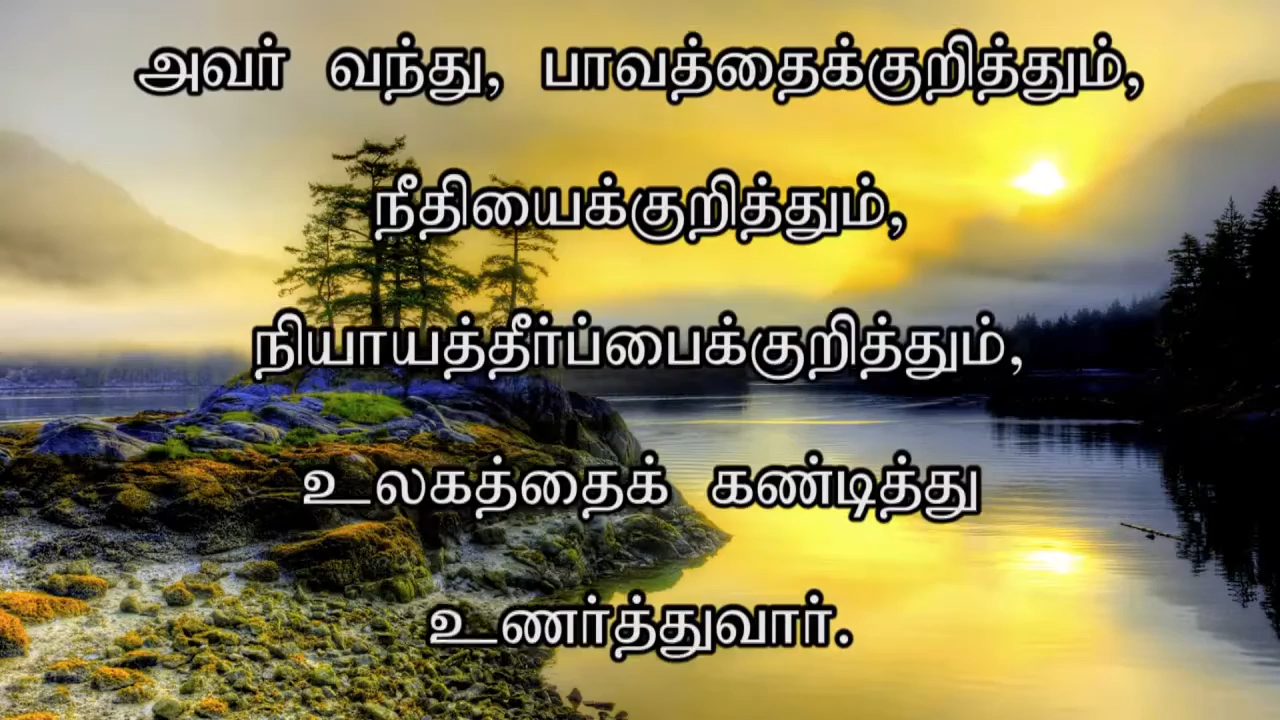 அவர் வந்து, பாவத்தைக்குறித்தும்,
நீதியைக்குறித்தும்,
நியாயத்தீர்ப்பைக்குறித்தும்,
உலகத்தைக் கண்டித்து
உணர்த்துவார்.